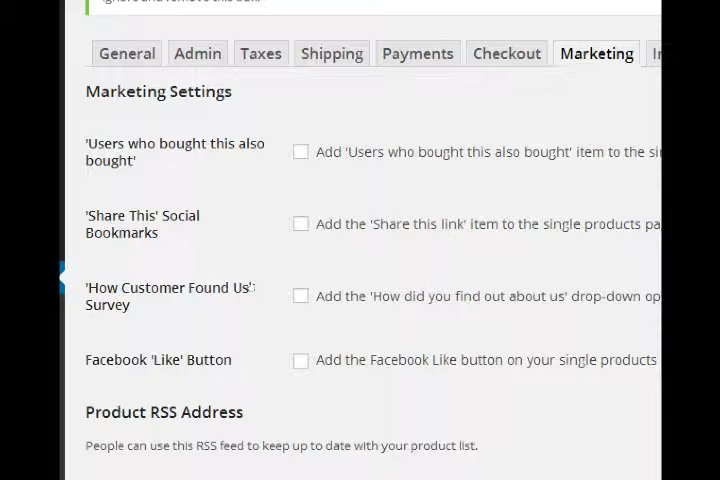 General Admin Taxes Shipping Payments Checkout Marketing
Marketing Settings
'Users who bought this also bought' Add 'Users who bought this also bought' item to the
'Share This' Social Bookmarks Add the 'Share this link' item to the single products
'How Customer Found Us' Survey Add the 'How did you find out about us' drop-down
Facebook 'Like' Button Add the Facebook Like button on your single products
Product RSS Address
People can use this RSS feed to keep up to date with your product list.